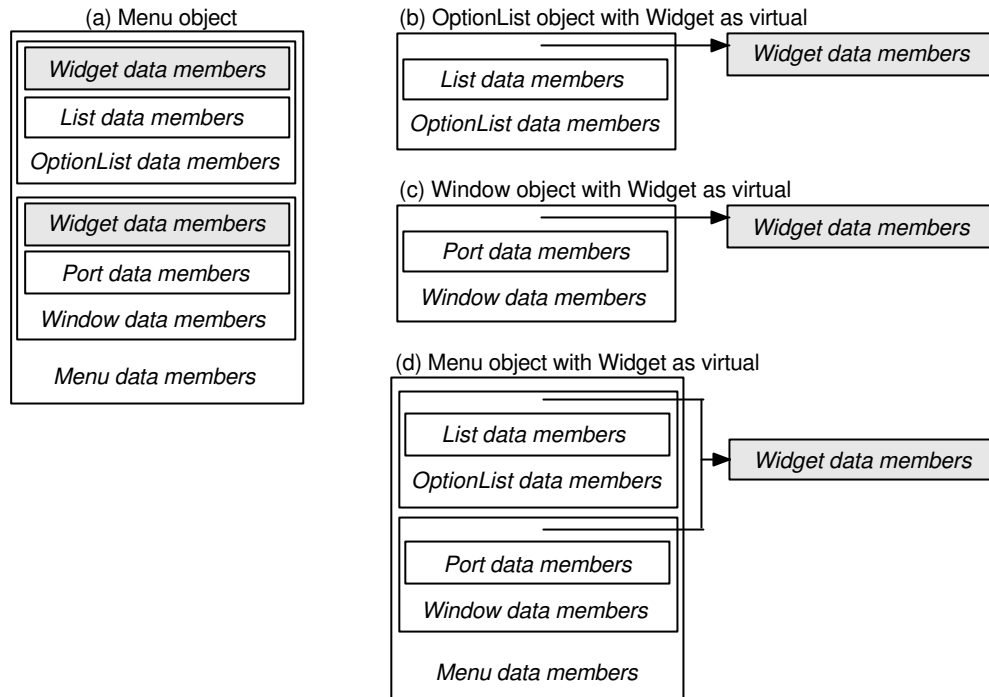 (a) Menu object
Widget data members
List data members
OptionList data members
Widget data members
Port data members
Window data members
Menu data members
(b) OptionList object with Widget as virtual
Widget data members
List data members
OptionList data members
(c) Window object with Widget as virtual
Widget data members
Port data members
Window data members
(d) Menu object with Widget as virtual
List data members
Widget data members
OptionList data members
Port data members
Window data members
Menu data members